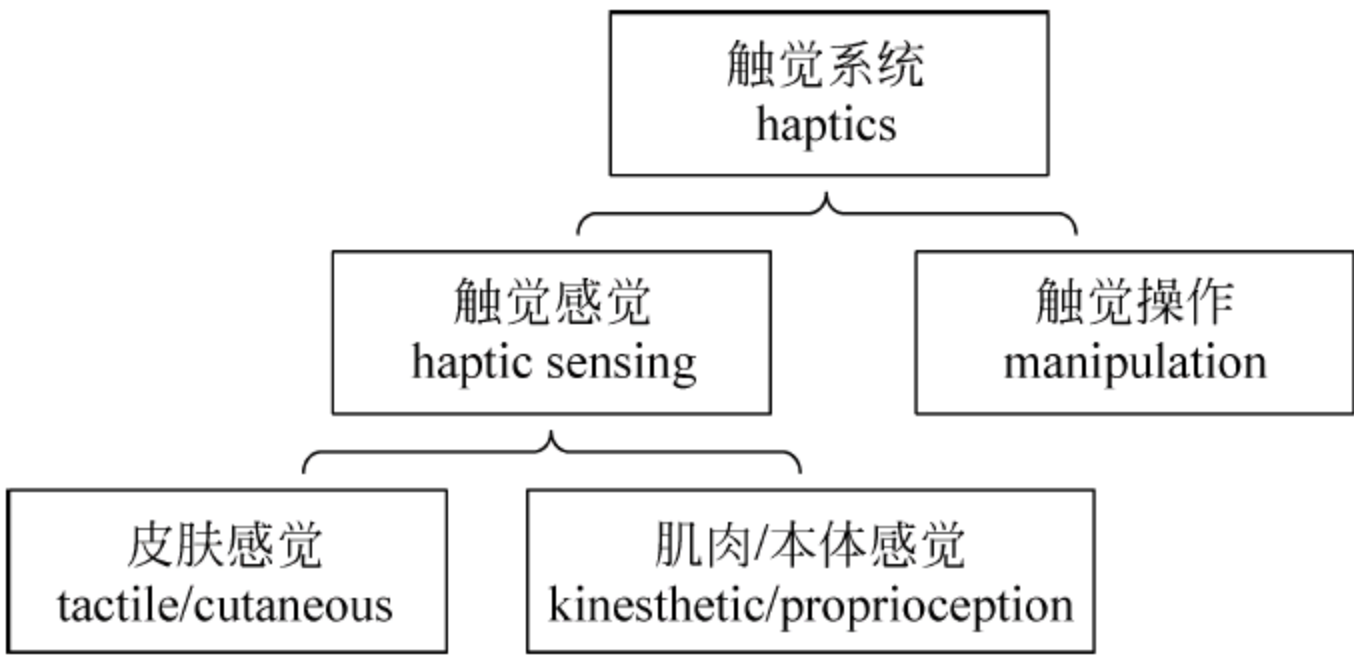 触觉系统
haptics
触觉感觉
haptic sensing
触觉操作
manipulation
皮肤感觉
tactile/cutaneous
肌肉/本体感觉
kinesthetic/proprioception